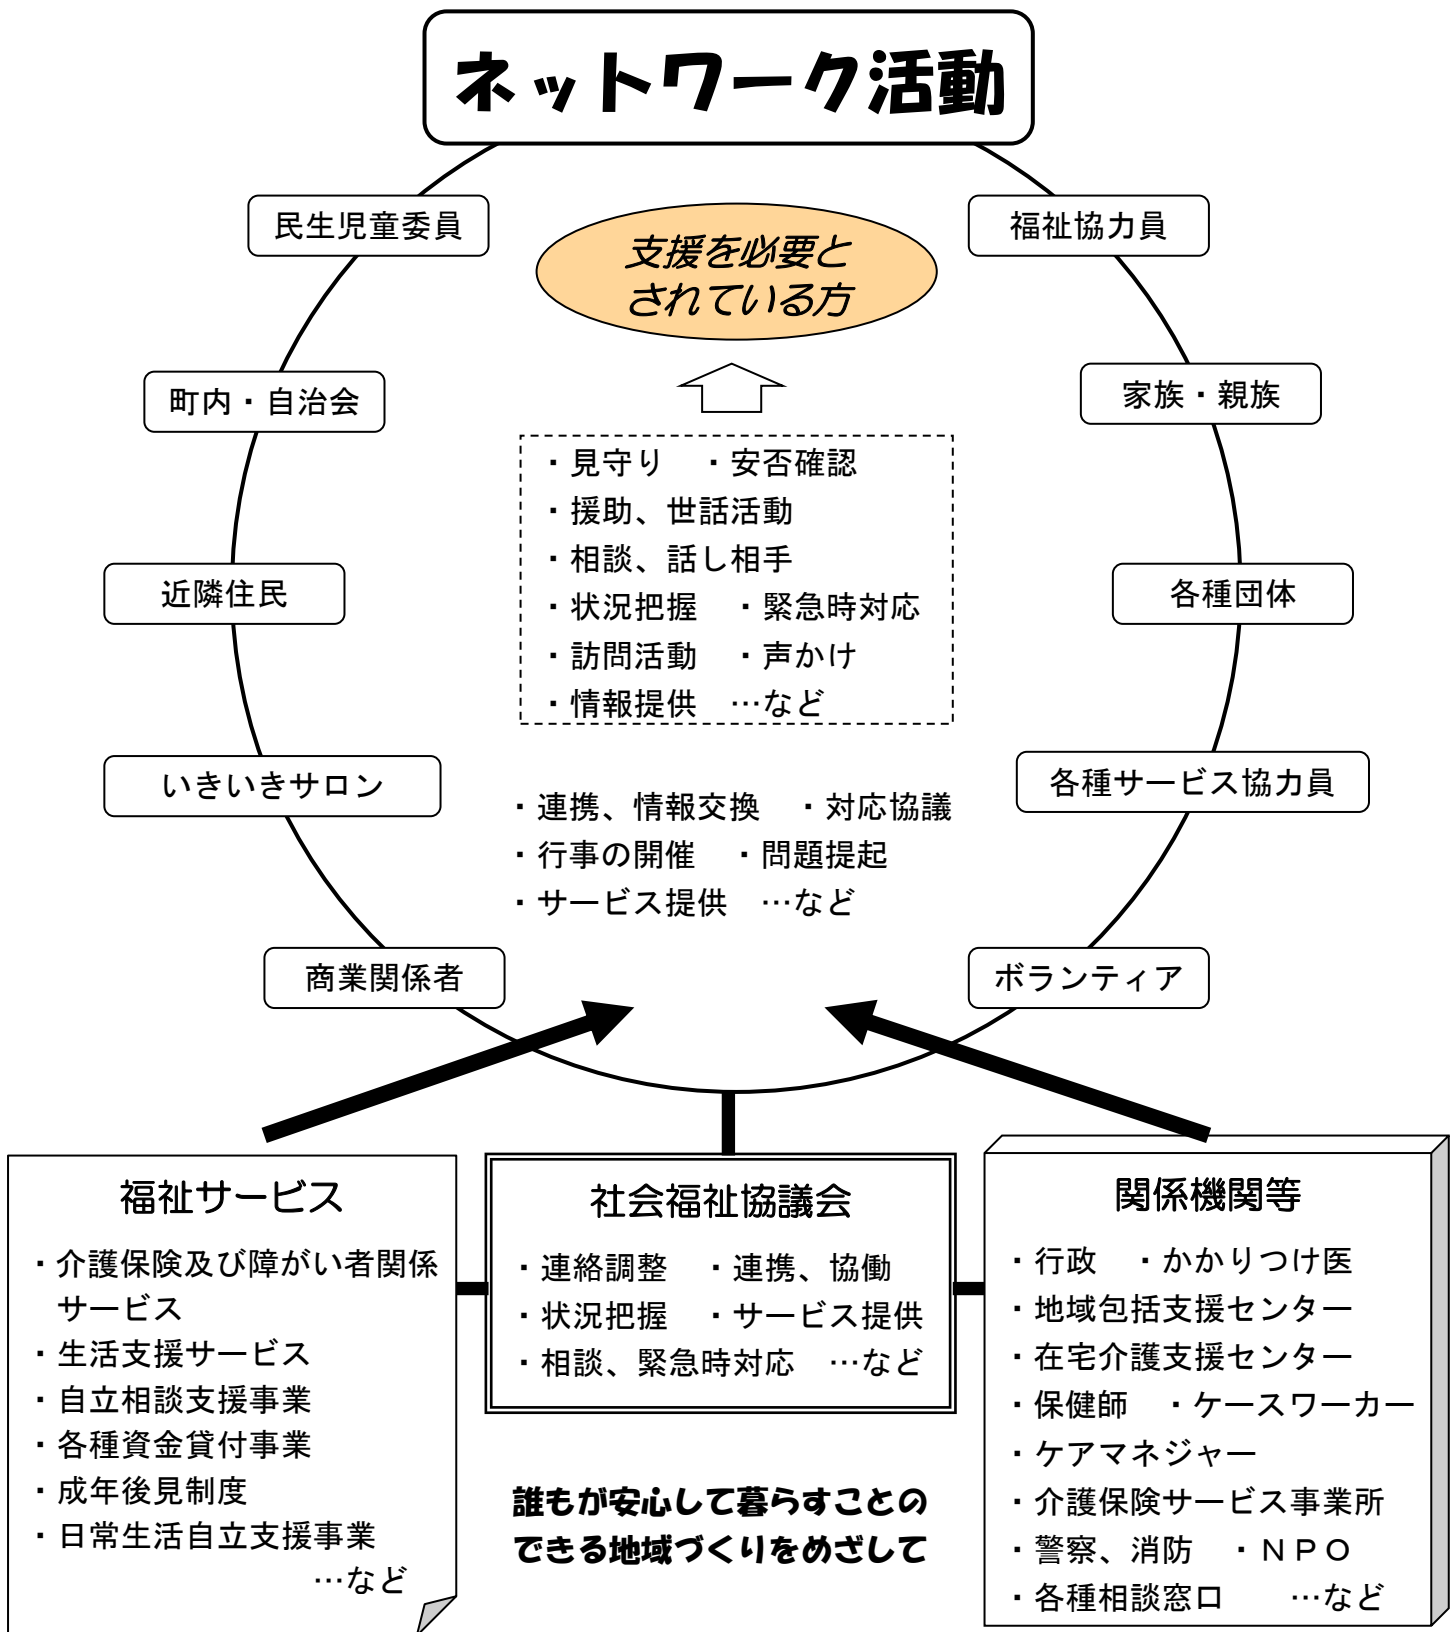 ネットワーク活動
民生児童委員
福祉協力員
支援を必要と
されている方
町内・自治会
家族・親族
・見守り　・安否確認
・援助、世話活動
・相談、話し相手
・状況把握　・緊急時対応
・訪問活動　・声かけ
・情報提供　…など
近隣住民
各種団体
いきいきサロン
各種サービス協力員
・連携、情報交換　・対応協議
・行事の開催　・問題提起
・サービス提供　…など
商業関係者
ボランティア
福祉サービス
・介護保険及び障がい者関係
サービス
・生活支援サービス
・自立相談支援事業
・各種資金貸付事業
・成年後見制度
・日常生活自立支援事業
…など
社会福祉協議会
・連絡調整　・連携、協働
・状況把握　・サービス提供
・相談、緊急時対応　…など
誰もが安心して暮らすことの
できる地域づくりをめざして
関係機関等
・行政　・かかりつけ医
・地域包括支援センター
・在宅介護支援センター
・保健師　・ケースワーカー
・ケアマネジャー
・介護保険サービス事業所
・警察、消防　・ＮＰＯ
・各種相談窓口　　…など